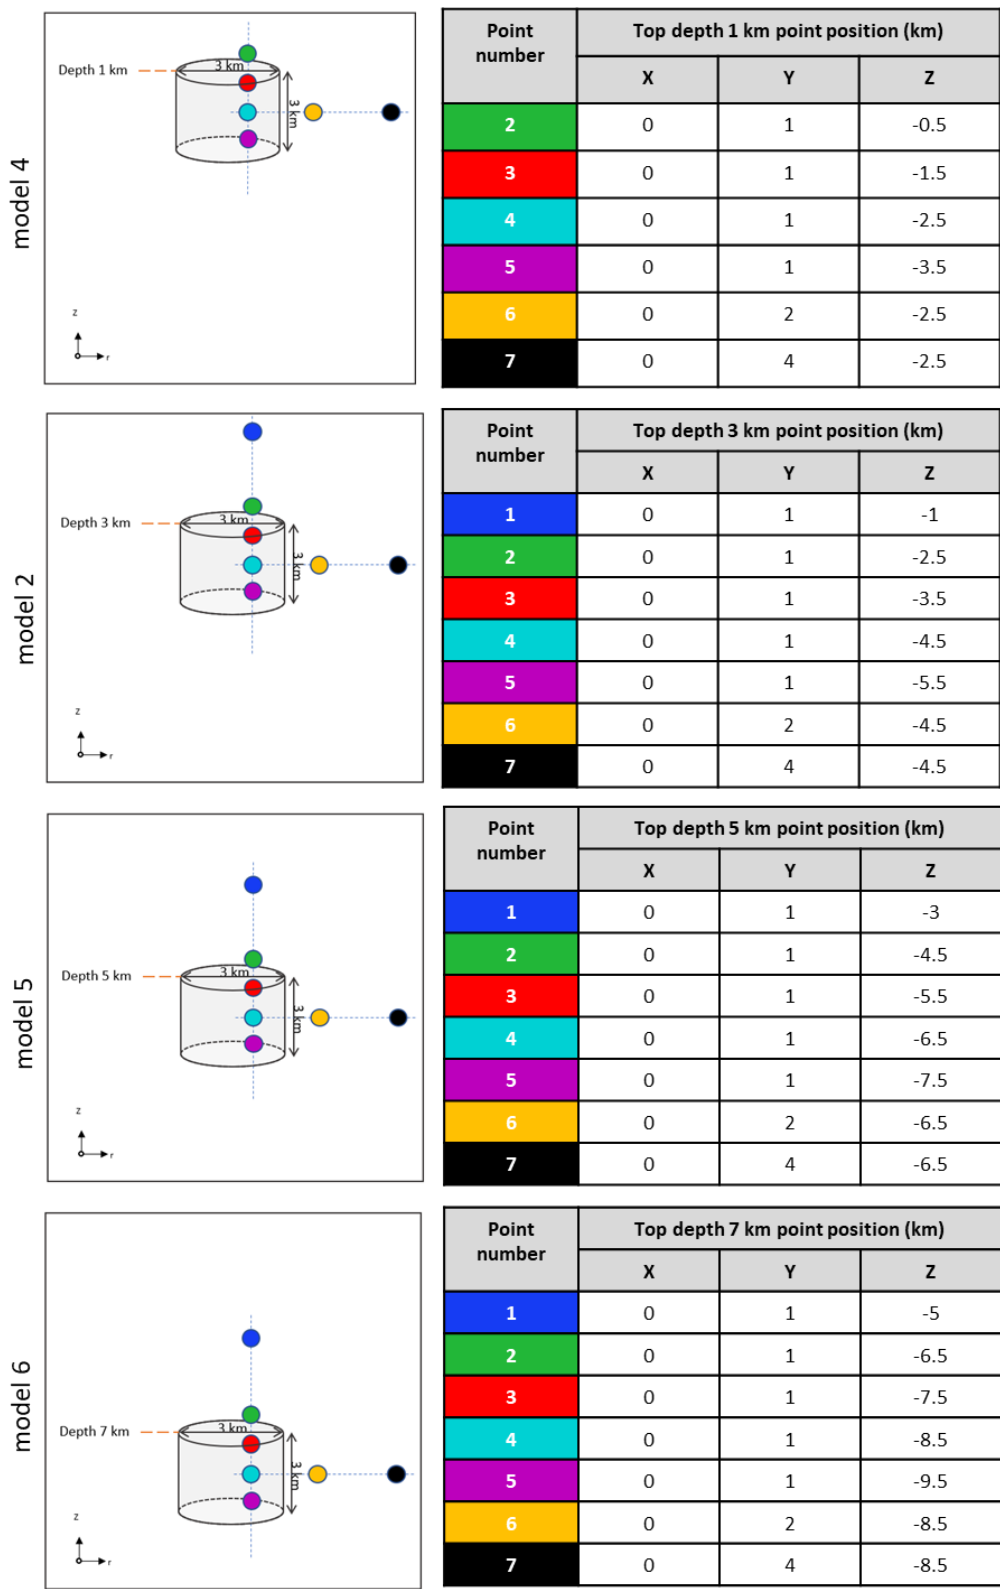 model 4
Depth 1 km
3 km
3 km
z
r
Point number
Top depth 1 km point position (km)
X Y Z
2 0 1 -0.5
3 0 1 -1.5
4 0 1 -2.5
5 0 1 -3.5
6 0 2 -2.5
7 0 4 -2.5
model 2
Depth 3 km
3 km
3 km
z
r
Point number
Top depth 3 km point position (km)
X Y Z
1 0 1 -1
2 0 1 -2.5
3 0 1 -3.5
4 0 1 -4.5
5 0 1 -5.5
6 0 2 -4.5
7 0 4 -4.5
model 5
Depth 5 km
3 km
3 km
z
r
Point number
Top depth 5 km point position (km)
X Y Z
1 0 1 -3
2 0 1 -4.5
3 0 1 -5.5
4 0 1 -6.5
5 0 1 -7.5
6 0 2 -6.5
7 0 4 -6.5
model 6
Depth 7 km
3 km
3 km
z
r
Point number
Top depth 7 km point position (km)
X Y Z
1 0 1 -5
2 0 1 -6.5
3 0 1 -7.5
4 0 1 -8.5
5 0 1 -9.5
6 0 2 -8.5
7 0 4 -8.5